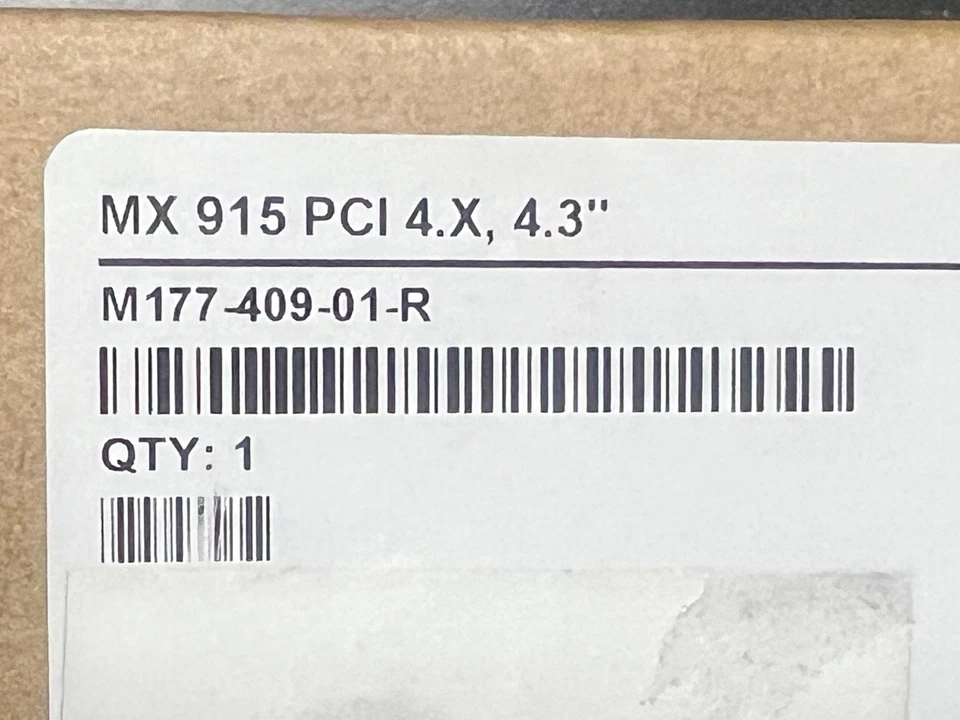 MX 915 PCI 4.X, 4.3"
M177-409-01-R
QTY: 1